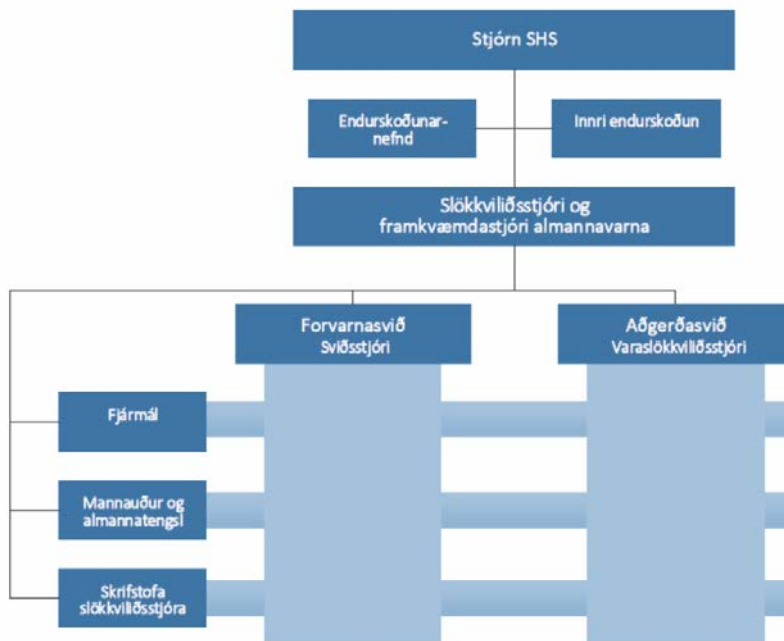 Stjórn SHS
Endurskoðunar-
nefnd
Innri endurskoðun
Slökkviliðsstjóri og
framkvæmdastjóri almannavarna
Forvarnasvið
Sviðsstjóri
Aðgerðasvið
Varaslökkviliðsstjóri
Fjármál
Mannauður og
almannatengsl
Skrifstofa
slökkviliðsstjóra